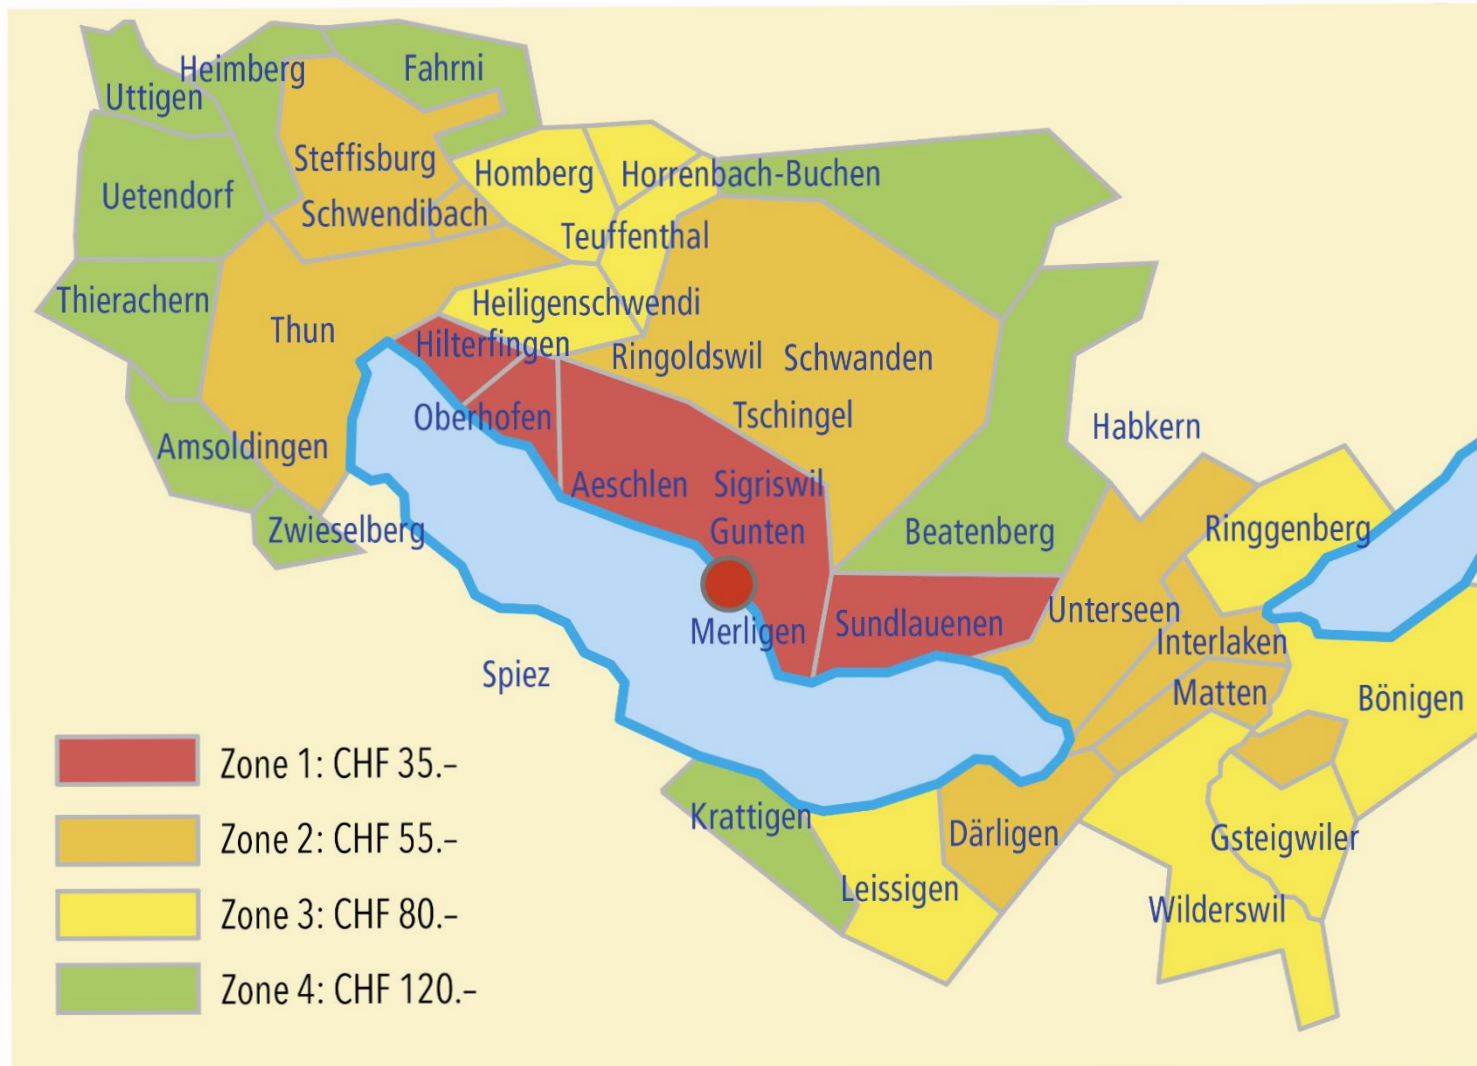 Heimberg
Fahrni
Uttigen
Steffisburg
Homberg
Horrenbach-Buchen
Uetendorf
Schwendibach
Teuffenthal
Thierachern
Heiligenschwendi
Thun
Hilterfingen
Ringoldswil
Schwanden
Oberhofen
Tschingel
Habkern
Amsoldingen
Aeschlen
Sigriswil
Zwieselberg
Gunten
Beatenberg
Ringgenberg
Merligen
Sundlauenen
Unterseen
Interlaken
Spiez
Matten
Bönigen
Krattigen
Därligen
Gsteigwiler
Leissigen
Wilderswil
Zone 1: CHF 35.–
Zone 2: CHF 55.–
Zone 3: CHF 80.–
Zone 4: CHF 120.–